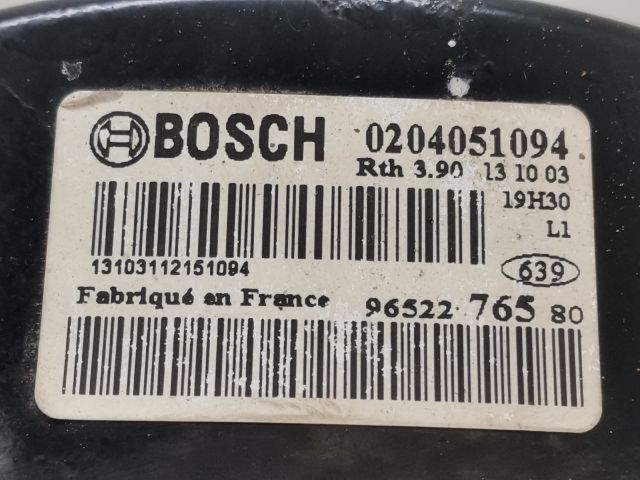 BOSCH 0204051094
Rth 3.90 13 10 03
19H30
L1
13103112151094
639
Fabriqué en France 96522 765 80